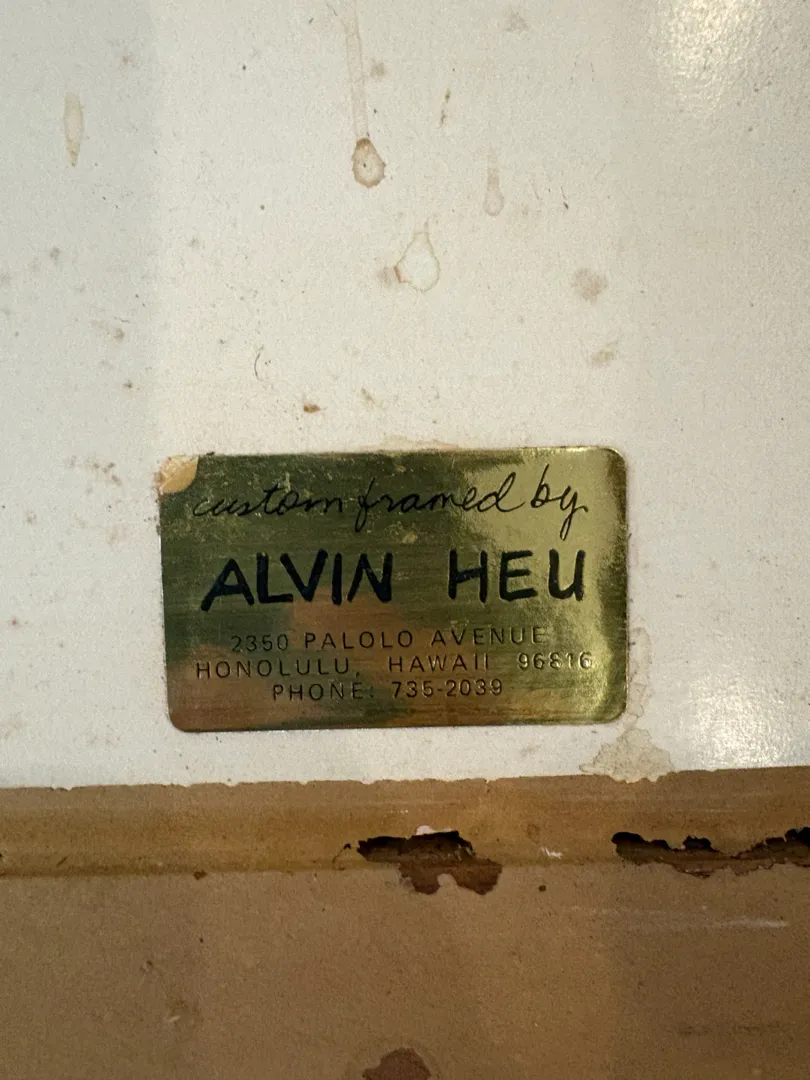 custom framed by
ALVIN HEU
2350 PALOLO AVENUE
HONOLULU, HAWAII 96816
PHONE: 735-2039